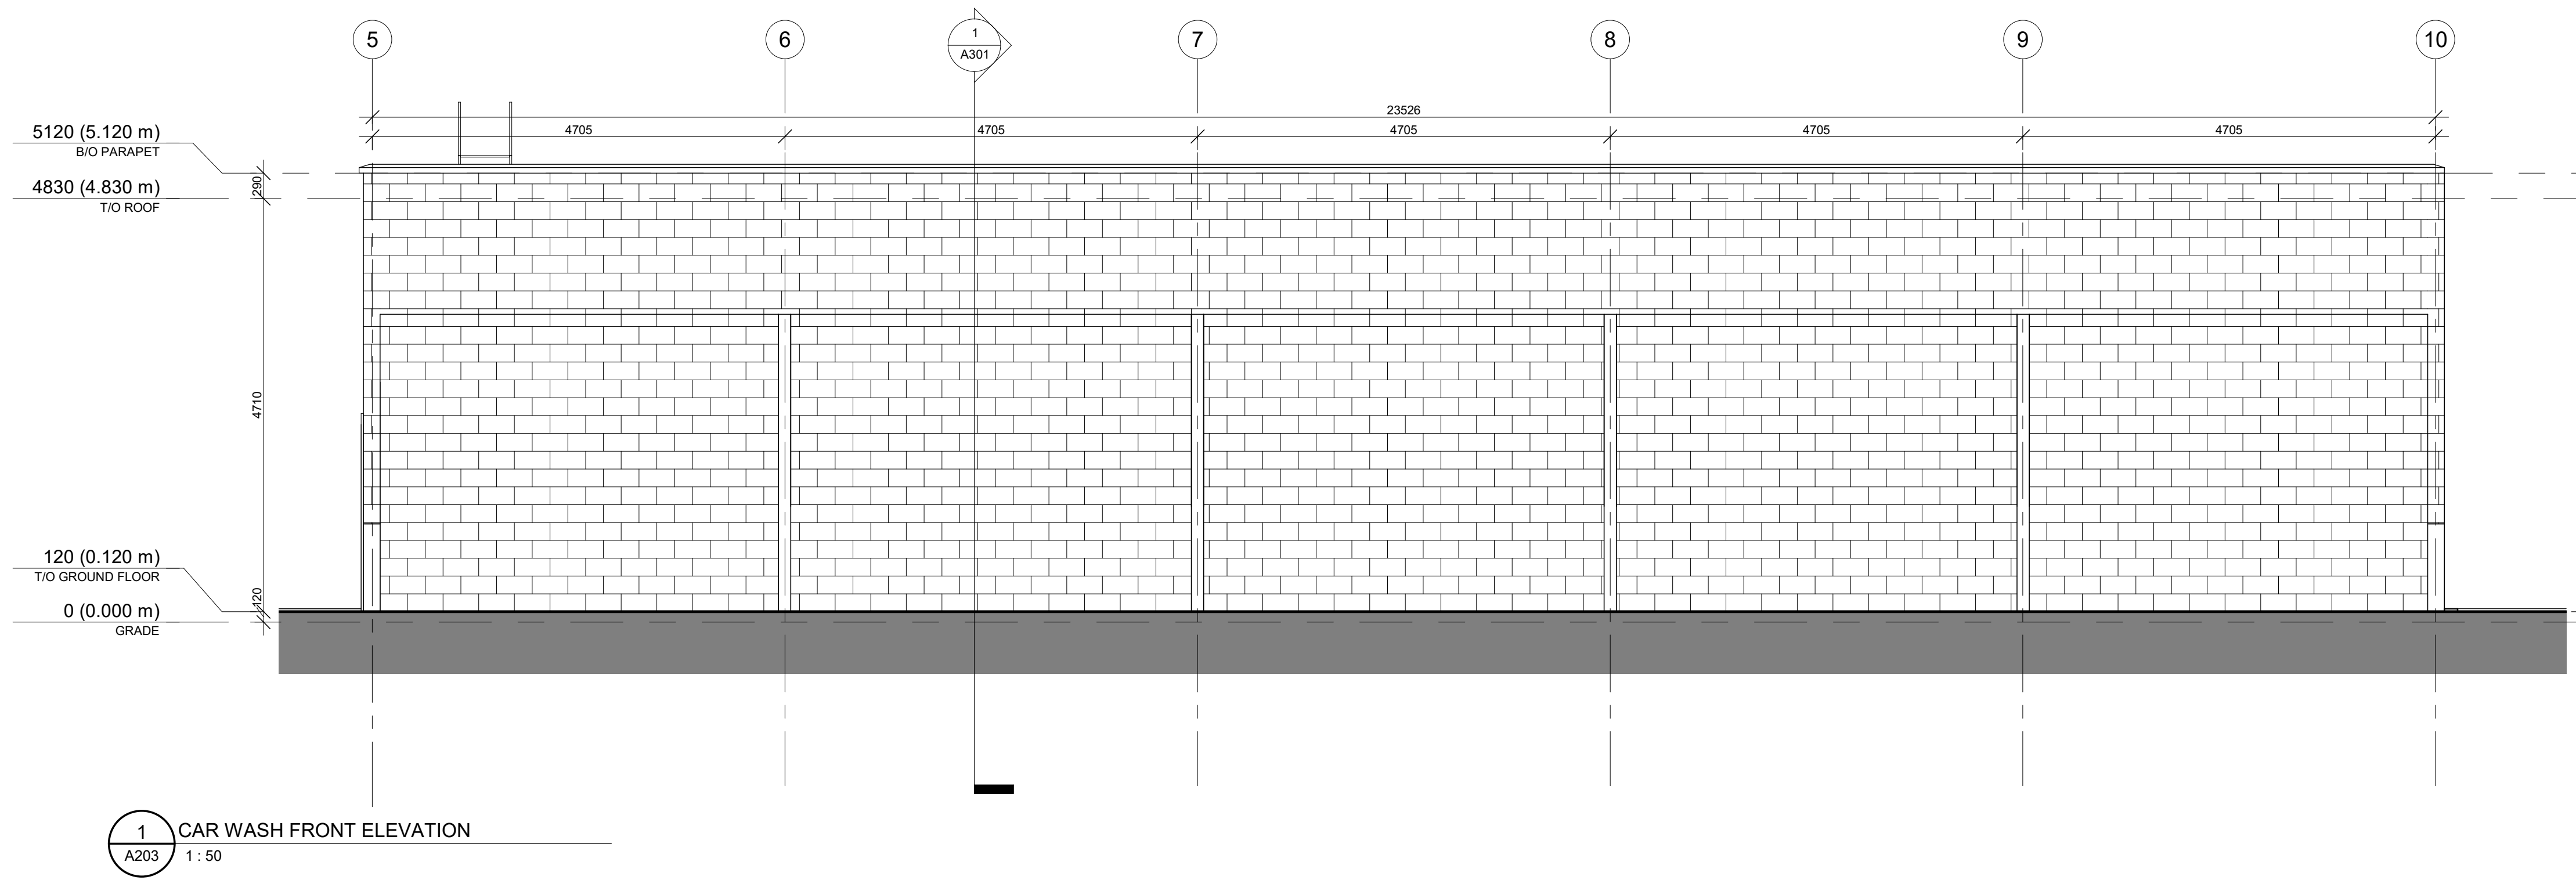 5
6
1
A301
7
8
9
10
23526
4705
4705
4705
4705
4705
5120 (5.120 m)
B/O PARAPET
290
4830 (4.830 m)
T/O ROOF
4710
120 (0.120 m)
T/O GROUND FLOOR
120
0 (0.000 m)
GRADE
1
CAR WASH FRONT ELEVATION
A203
1 : 50